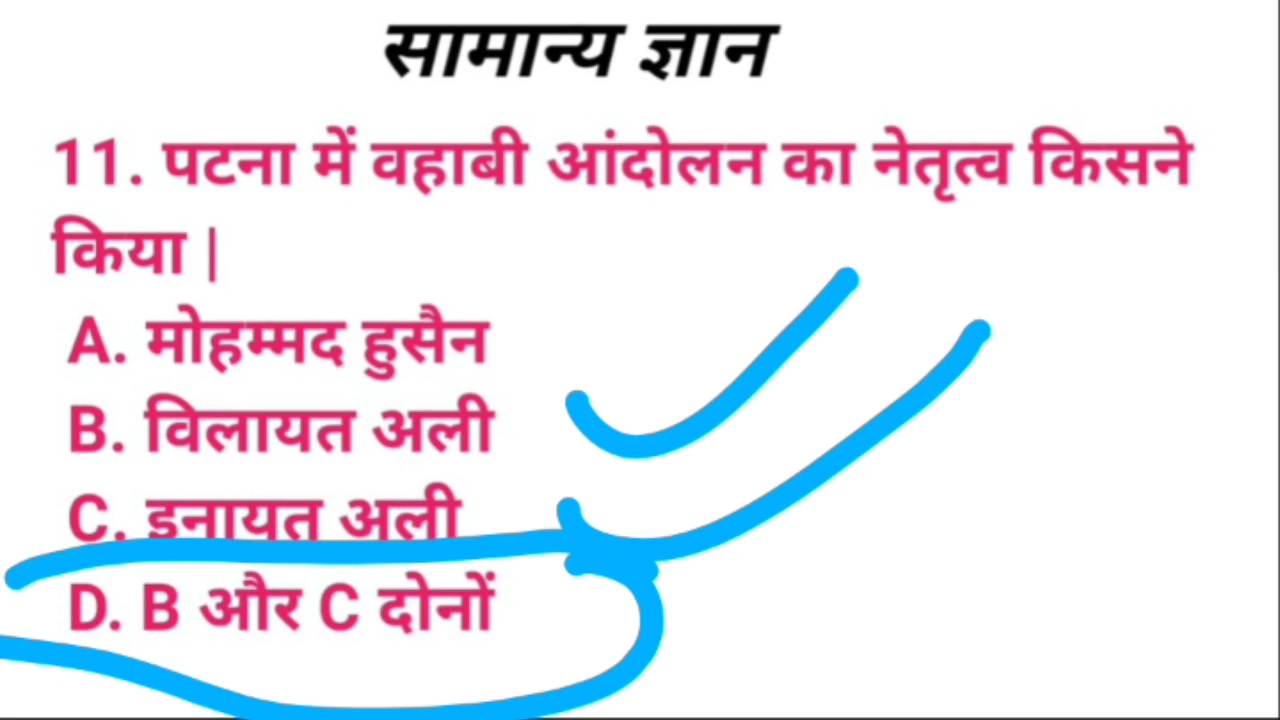 सामान्य ज्ञान
11. पटना में वहाबी आंदोलन का नेतृत्व किसने
किया |
A. मोहम्मद हुसैन
B. विलायत अली
C. इनायत अली
D. B और C दोनों